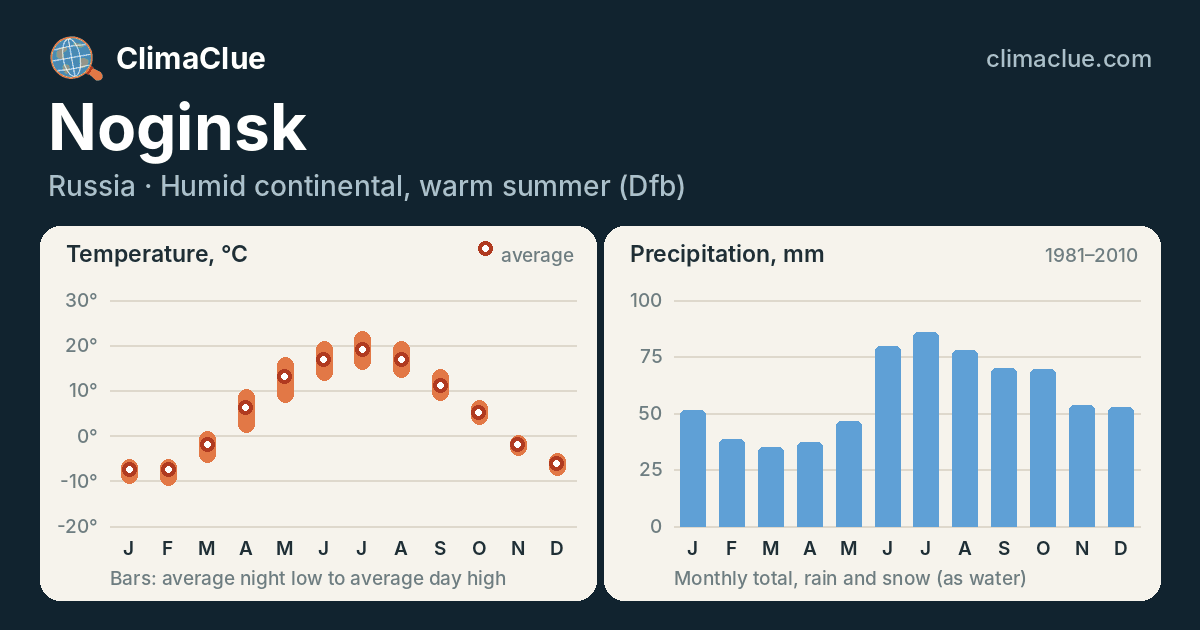 ClimaClue
climaclue.com
Noginsk
Russia · Humid continental, warm summer (Dfb)
Temperature, °C
average
30°
20°
10°
0°
-10°
-20°
J F M A M J J A S O N D
Bars: average night low to average day high
Precipitation, mm
1981–2010
100
75
50
25
0
J F M A M J J A S O N D
Monthly total, rain and snow (as water)